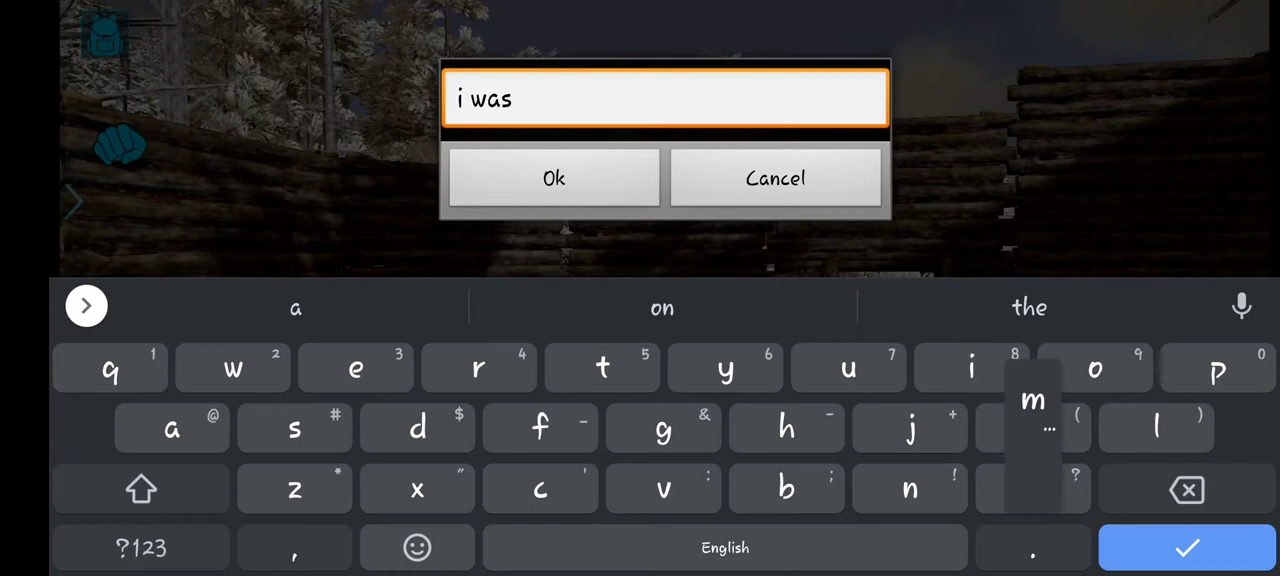 i was
Ok Cancel
a on the
q 1 w 2 e 3 r 4 t 5 y 6 u 7 i 8 o 9 p 0
a @ s # d $ f - g & h - j + ( l )
m ...
z * x " c ' v : b ; n ! ?
?123 , English .